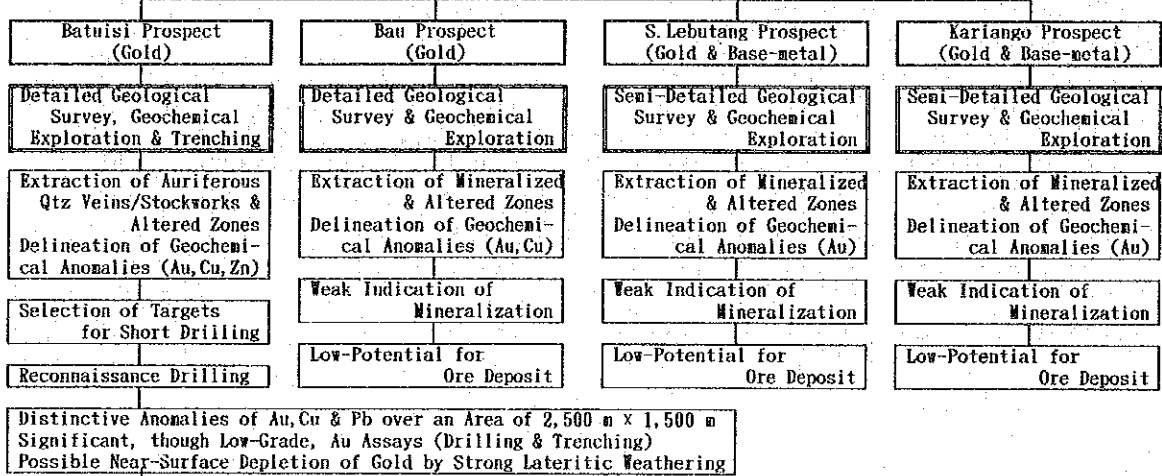 Batuisi Prospect
(Gold)
Detailed Geological
Survey, Geochemical
Exploration & Trenching
Extraction of Auriferous
Qtz Veins/Stockworks &
Altered Zones
Delineation of Geochemi-
cal Anomalies (Au,Cu,Zn)
Selection of Targets
for Short Drilling
Reconnaissance Drilling
Bau Prospect
(Gold)
Detailed Geological
Survey & Geochemical
Exploration
Extraction of Mineralized
& Altered Zones
Delineation of Geochemi-
cal Anomalies (Au,Cu)
Weak Indication of
Mineralization
Low-Potential for
Ore Deposit
S.Lebutang Prospect
(Gold & Base-metal)
Semi-Detailed Geological
Survey & Geochemical
Exploration
Extraction of Mineralized
& Altered Zones
Delineation of Geochemi-
cal Anomalies (Au)
Weak Indication of
Mineralization
Low-Potential for
Ore Deposit
Kariango Prospect
(Gold & Base-metal)
Semi-Detailed Geological
Survey & Geochemical
Exploration
Extraction of Mineralized
& Altered Zones
Delineation of Geochemi-
cal Anomalies (Au)
Weak Indication of
Mineralization
Low-Potential for
Ore Deposit
Distinctive Anomalies of Au,Cu & Pb over an Area of 2,500 m × 1,500 m
Significant, though Low-Grade, Au Assays (Drilling & Trenching)
Possible Near-Surface Depletion of Gold by Strong Lateritic Weathering